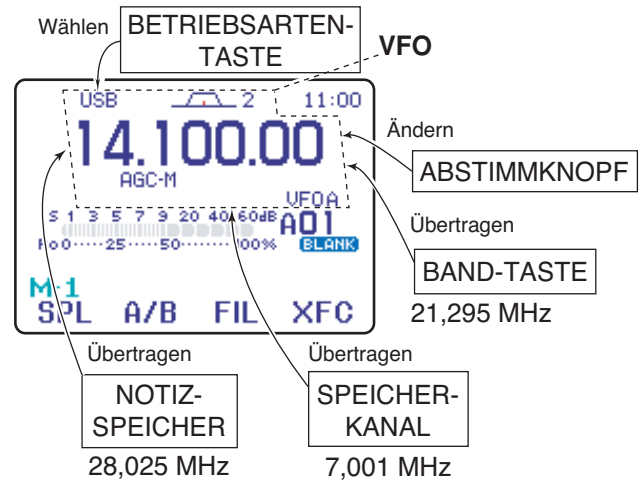 Wählen
BETRIEBSARTEN-
TASTE
VFO
USB 2 11:00
14.100.00
AGC-M
VFOA
S 1 3 5 7 9 20 40 60dB
A01
Po 0·····25·····50·······100%
BLANK
M·1
SPL A/B FIL XFC
Ändern
ABSTIMMKNOPF
Übertragen
BAND-TASTE
21,295 MHz
Übertragen
NOTIZ-
SPEICHER
28,025 MHz
Übertragen
SPEICHER-
KANAL
7,001 MHz